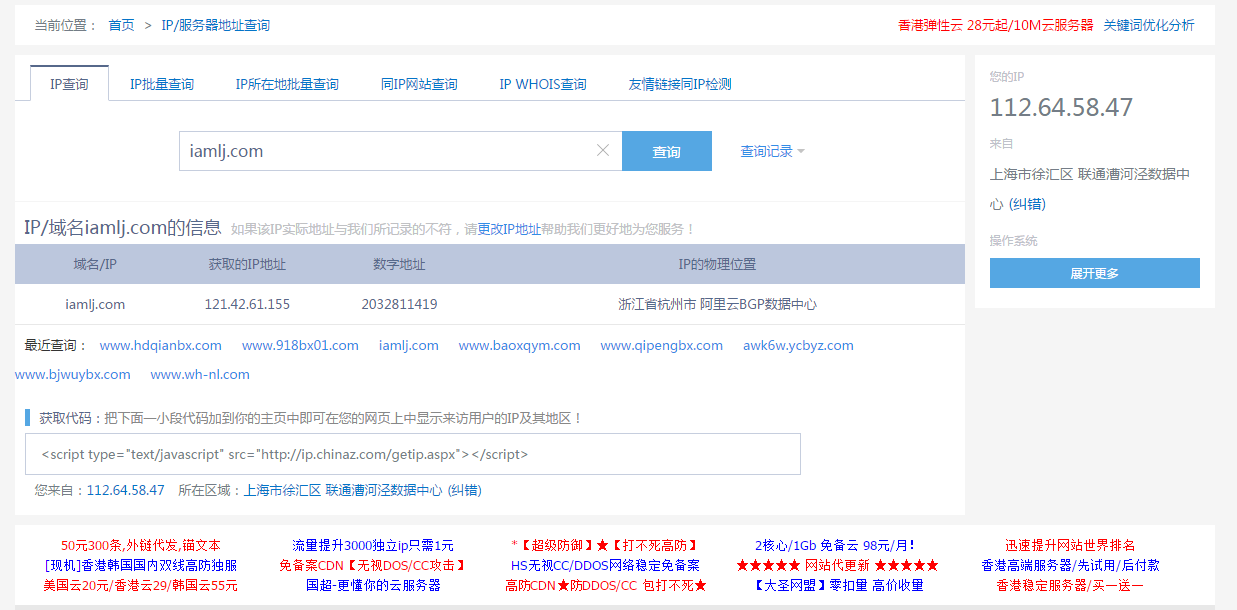 当前位置： 首页 > IP/服务器地址查询
香港弹性云 28元起/10M云服务器 关键词优化分析
IP查询 IP批量查询 IP所在地批量查询 同IP网站查询 IP WHOIS查询 友情链接同IP检测
iamlj.com 查询 查询记录
IP/域名iamlj.com的信息 如果该IP实际地址与我们所记录的不符，请更改IP地址帮助我们更好地为您服务！
域名/IP 获取的IP地址 数字地址 IP的物理位置
iamlj.com 121.42.61.155 2032811419 浙江省杭州市 阿里云BGP数据中心
最近查询： www.hdqianbx.com www.918bx01.com iamlj.com www.baoxqym.com www.qipengbx.com awk6w.ycbyz.com
www.bjwuybx.com www.wh-nl.com
获取代码：把下面一小段代码加到你的主页中即可在您的网页上中显示来访用户的IP及其地区！
<script type="text/javascript" src="http://ip.chinaz.com/getip.aspx"></script>
您来自：112.64.58.47 所在区域：上海市徐汇区 联通漕河泾数据中心 (纠错)
您的IP
112.64.58.47
来自
上海市徐汇区 联通漕河泾数据中
心 (纠错)
操作系统
展开更多
50元300条,外链代发,锚文本 流量提升3000独立ip只需1元 *【超级防御】★【打不死高防】 2核心/1Gb 免备云 98元/月! 迅速提升网站世界排名
[现机]香港韩国国内双线高防独服 免备案CDN【无视DOS/CC攻击】 HS无视CC/DDOS网络稳定免备案 ★★★★★ 网站代更新 ★★★★★ 香港高端服务器/先试用/后付款
美国云20元/香港云29/韩国云55元 国超-更懂你的云服务器 高防CDN★防DDOS/CC 包打不死★ 【大圣网盟】零扣量 高价收量 香港稳定服务器/买一送一